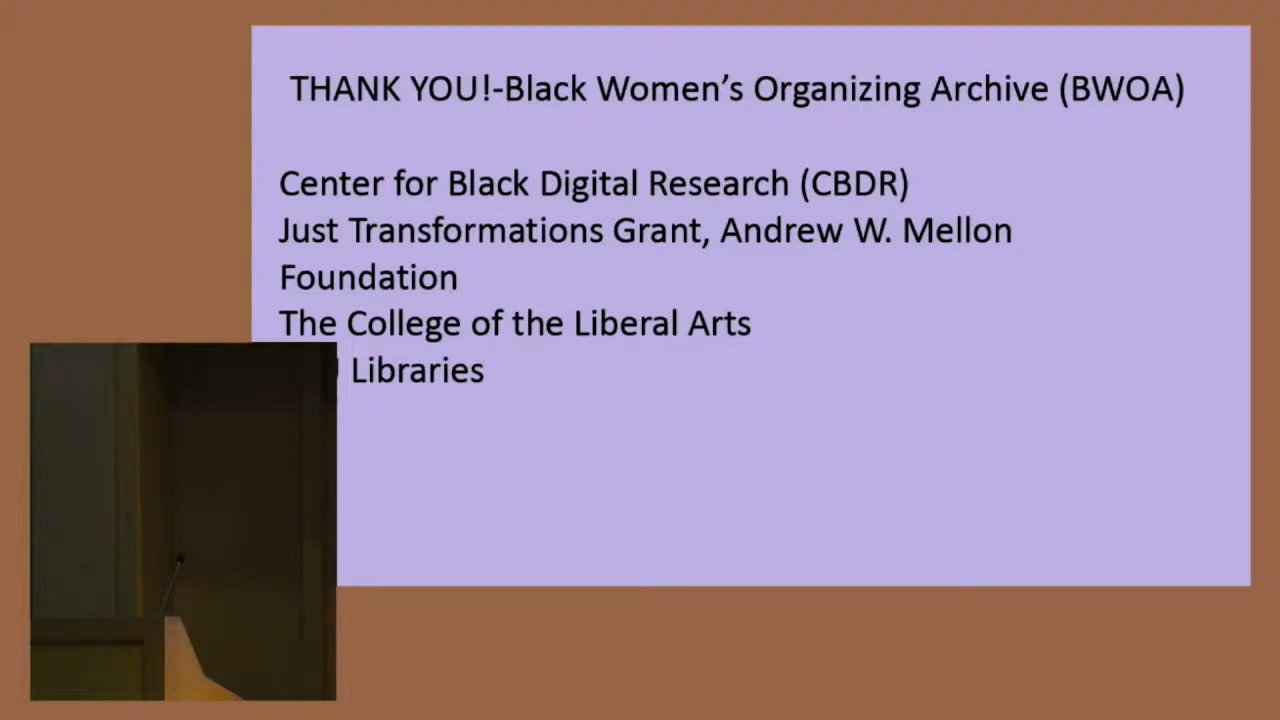 THANK YOU!-Black Women's Organizing Archive (BWOA)
Center for Black Digital Research (CBDR)
Just Transformations Grant, Andrew W. Mellon
Foundation
The College of the Liberal Arts
Libraries